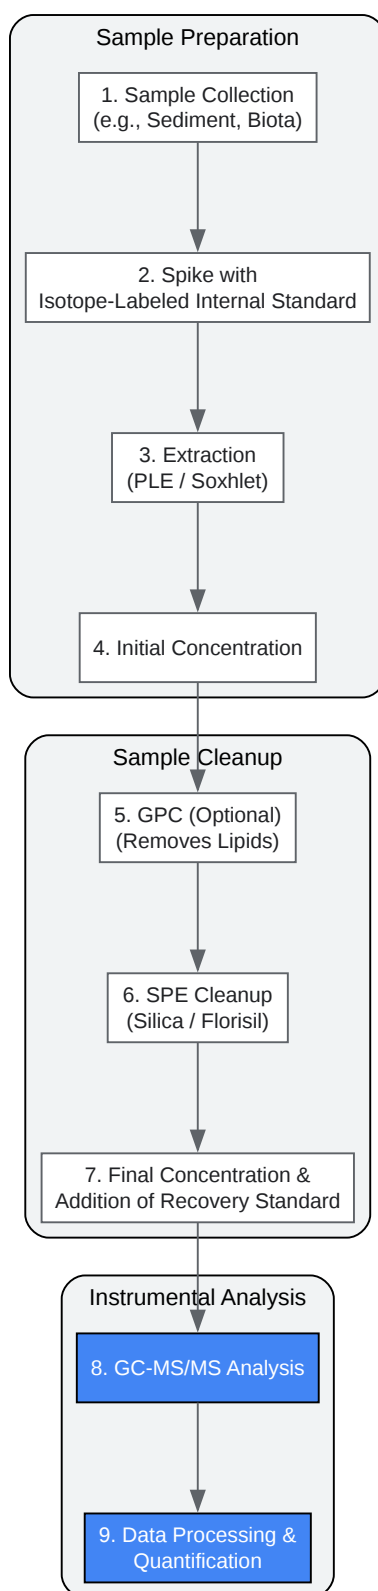 Sample Preparation
1. Sample Collection
(e.g., Sediment, Biota)
2. Spike with
Isotope-Labeled Internal Standard
3. Extraction
(PLE / Soxhlet)
4. Initial Concentration
Sample Cleanup
5. GPC (Optional)
(Removes Lipids)
6. SPE Cleanup
(Silica / Florisil)
7. Final Concentration &
Addition of Recovery Standard
Instrumental Analysis
8. GC-MS/MS Analysis
9. Data Processing &
Quantification